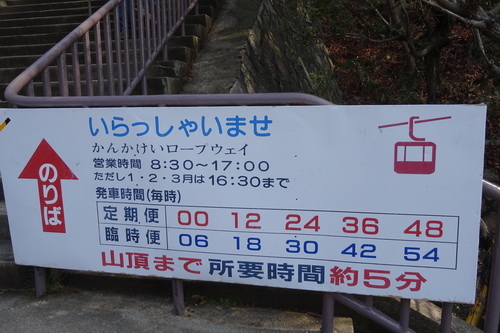 いらっしゃいませ
かんかけいロープウェイ
営業時間 8:30～17:00
ただし1・2・3月は16:30まで
発車時間(毎時)
定期便 00 12 24 36 48
臨時便 06 18 30 42 54
山頂まで所要時間約5分
のりば